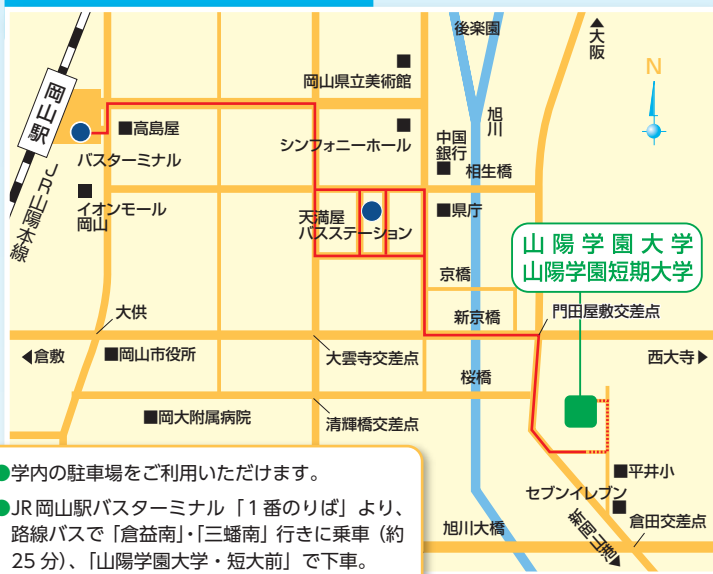 後楽園
▲大阪
N
岡山県立美術館
旭川
岡山駅
■高島屋
バスターミナル
シンフォニーホール
中国
銀行
相生橋
JR山陽本線
イオンモール
岡山
天満屋
バスステーション
■県庁
山陽学園大学
山陽学園短期大学
京橋
新京橋
門田屋敷交差点
大供
◀倉敷
■岡山市役所
大雲寺交差点
西大寺▶
桜橋
■岡大附属病院
清輝橋交差点
■平井小
セブンイレブン
倉田交差点
新岡山港▼
旭川大橋
●学内の駐車場をご利用いただけます。
●JR岡山駅バスターミナル「1番のりば」より、
路線バスで「倉益南」・「三蟠南」行きに乗車（約
25分）、「山陽学園大学・短大前」で下車。